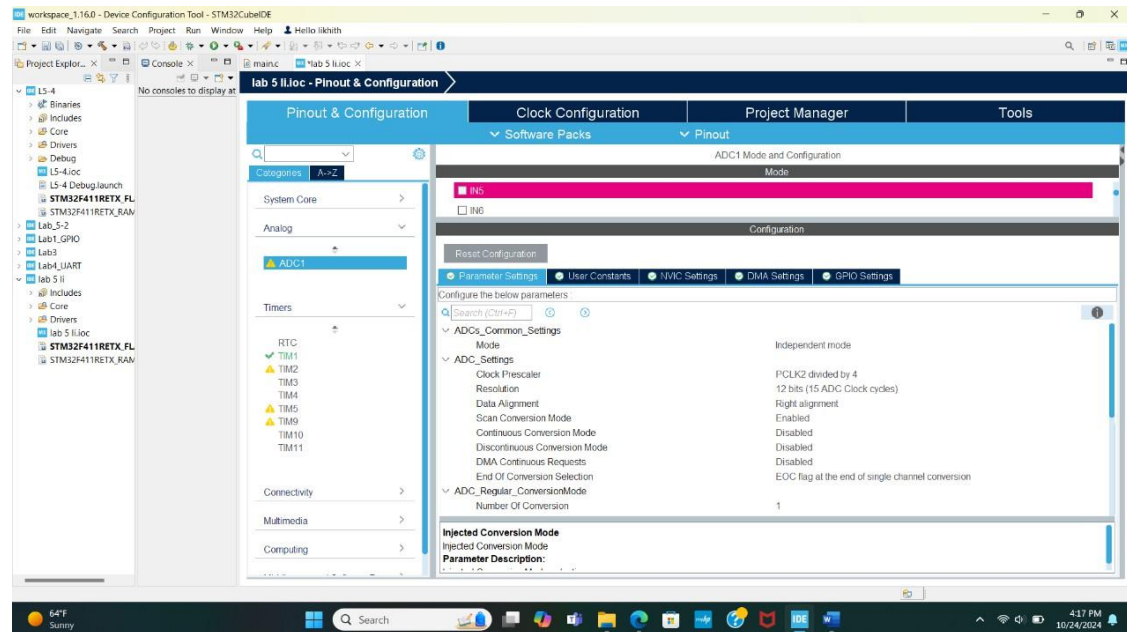 workspace_1.16.0 - Device Configuration Tool - STM32CubeIDE
File Edit Navigate Search Project Run Window Help Hello likhith
Project Explor...
Console
main.c
*lab 5 li.ioc
No consoles to display at
L5-4
Binaries
Includes
Core
Drivers
Debug
L5-4.ioc
L5-4 Debug.launch
STM32F411RETX_FL
STM32F411RETX_RAM
Lab_5-2
Lab1_GPIO
Lab3
Lab4_UART
lab 5 li
Includes
Core
Drivers
lab 5 li.ioc
STM32F411RETX_FL
STM32F411RETX_RAM
lab 5 li.ioc - Pinout & Configuration
Pinout & Configuration
Clock Configuration
Project Manager
Tools
Software Packs
Pinout
Categories
A->Z
System Core
Analog
ADC1
Timers
RTC
TIM1
TIM2
TIM3
TIM4
TIM5
TIM9
TIM10
TIM11
Connectivity
Multimedia
Computing
ADC1 Mode and Configuration
Mode
IN5
IN6
Configuration
Reset Configuration
Parameter Settings
User Constants
NVIC Settings
DMA Settings
GPIO Settings
Configure the below parameters :
Search (Ctrl+F)
ADCs_Common_Settings
Mode Independent mode
ADC_Settings
Clock Prescaler PCLK2 divided by 4
Resolution 12 bits (15 ADC Clock cycles)
Data Alignment Right alignment
Scan Conversion Mode Enabled
Continuous Conversion Mode Disabled
Discontinuous Conversion Mode Disabled
DMA Continuous Requests Disabled
End Of Conversion Selection EOC flag at the end of single channel conversion
ADC_Regular_ConversionMode
Number Of Conversion 1
Injected Conversion Mode
Injected Conversion Mode
Parameter Description:
64°F
Sunny
Search
IDE
4:17 PM
10/24/2024